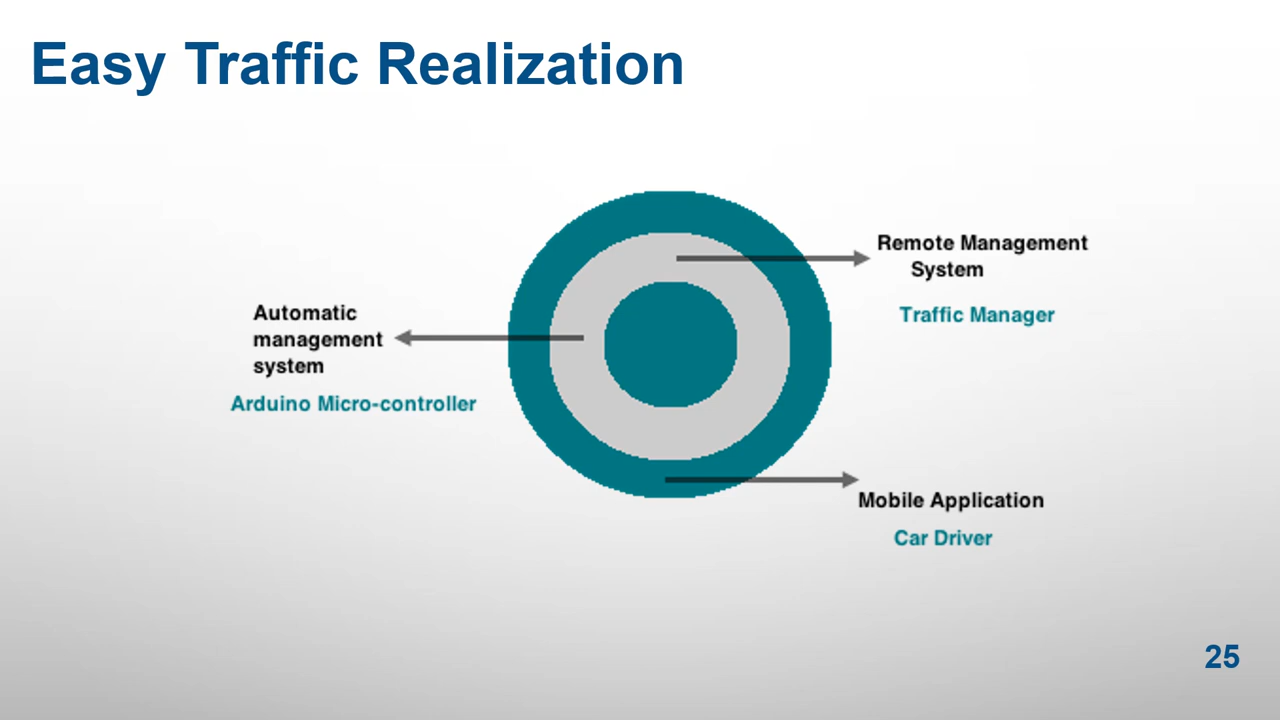 Easy Traffic Realization
Remote Management
System
Traffic Manager
Automatic
management
system
Arduino Micro-controller
Mobile Application
Car Driver
25